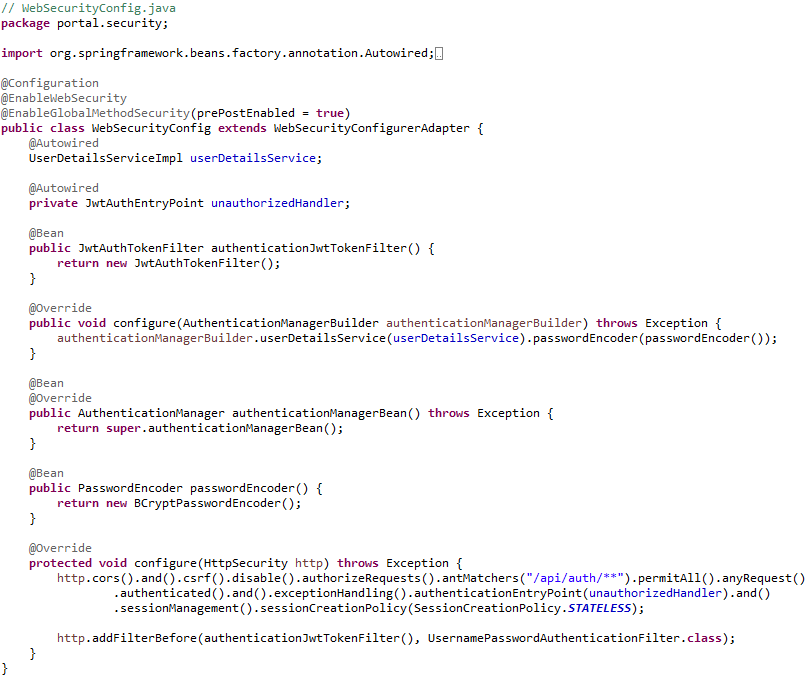 // WebSecurityConfig.java
package portal.security;
import org.springframework.beans.factory.annotation.Autowired;
@Configuration
@EnableWebSecurity
@EnableGlobalMethodSecurity(prePostEnabled = true)
public class WebSecurityConfig extends WebSecurityConfigurerAdapter {
    @Autowired
    UserDetailsServiceImpl userDetailsService;
    @Autowired
    private JwtAuthEntryPoint unauthorizedHandler;
    @Bean
    public JwtAuthTokenFilter authenticationJwtTokenFilter() {
        return new JwtAuthTokenFilter();
    }
    @Override
    public void configure(AuthenticationManagerBuilder authenticationManagerBuilder) throws Exception {
        authenticationManagerBuilder.userDetailsService(userDetailsService).passwordEncoder(passwordEncoder());
    }
    @Bean
    @Override
    public AuthenticationManager authenticationManagerBean() throws Exception {
        return super.authenticationManagerBean();
    }
    @Bean
    public PasswordEncoder passwordEncoder() {
        return new BCryptPasswordEncoder();
    }
    @Override
    protected void configure(HttpSecurity http) throws Exception {
        http.cors().and().csrf().disable().authorizeRequests().antMatchers("/api/auth/**").permitAll().anyRequest()
                .authenticated().and().exceptionHandling().authenticationEntryPoint(unauthorizedHandler).and()
                .sessionManagement().sessionCreationPolicy(SessionCreationPolicy.STATELESS);
        http.addFilterBefore(authenticationJwtTokenFilter(), UsernamePasswordAuthenticationFilter.class);
    }
}